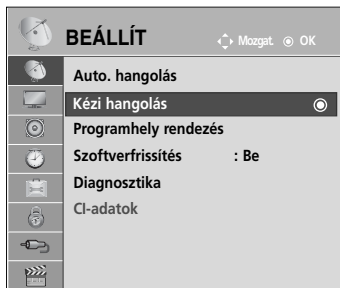 BEÁLLÍT
Mozgat. OK
Auto. hangolás
Kézi hangolás
Programhely rendezés
Szoftverfrissítés : Be
Diagnosztika
CI-adatok